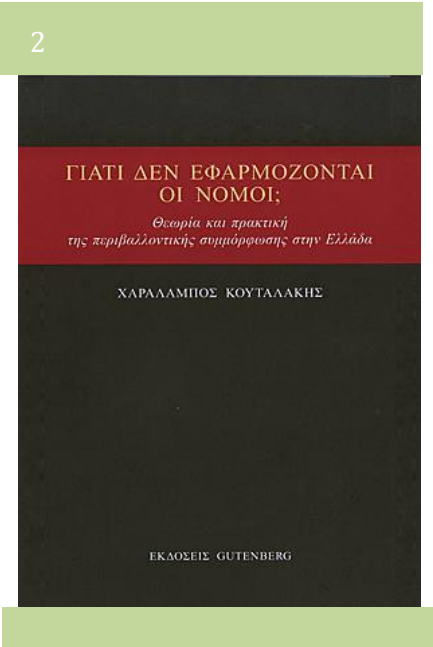 2
ΓΙΑΤΙ ΔΕΝ ΕΦΑΡΜΟΖΟΝΤΑΙ
ΟΙ ΝΟΜΟΙ;
Θεωρία και πρακτική
της περιβαλλοντικής συμμόρφωσης στην Ελλάδα
ΧΑΡΑΛΑΜΠΟΣ ΚΟΥΤΑΛΑΚΗΣ
ΕΚΔΟΣΕΙΣ GUTENBERG